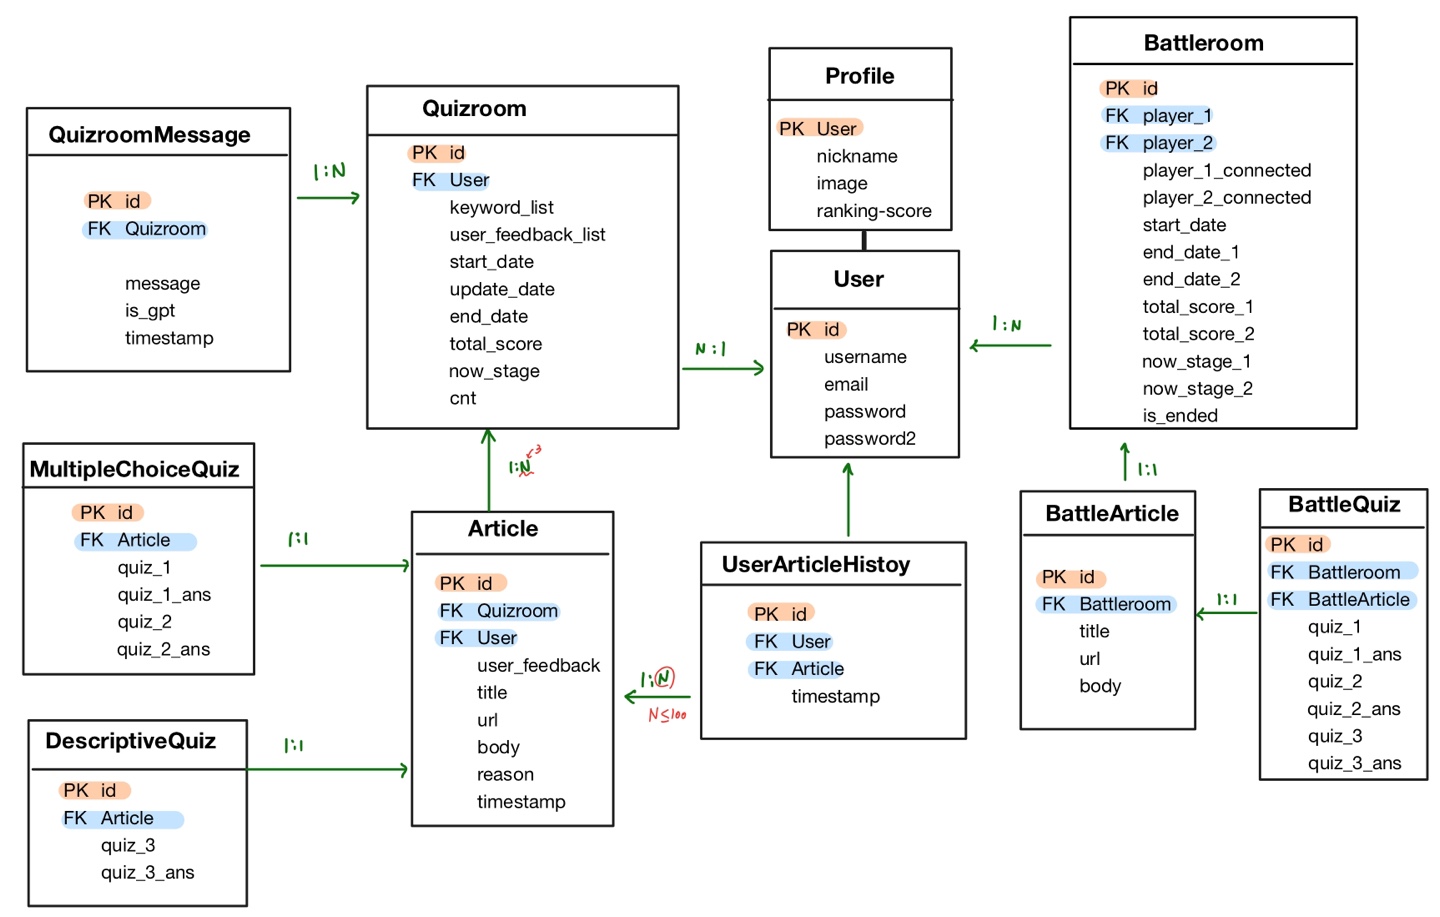 QuizroomMessage
PK id
FK Quizroom
message
is_gpt
timestamp
1:N
Quizroom
PK id
FK User
keyword_list
user_feedback_list
start_date
update_date
end_date
total_score
now_stage
cnt
N:1
Profile
PK User
nickname
image
ranking-score
User
PK id
username
email
password
password2
1:N
Battleroom
PK id
FK player_1
FK player_2
player_1_connected
player_2_connected
start_date
end_date_1
end_date_2
total_score_1
total_score_2
now_stage_1
now_stage_2
is_ended
MultipleChoiceQuiz
PK id
FK Article
quiz_1
quiz_1_ans
quiz_2
quiz_2_ans
1:1
DescriptiveQuiz
PK id
FK Article
quiz_3
quiz_3_ans
1:1
1:N
3
Article
PK id
FK Quizroom
FK User
user_feedback
title
url
body
reason
timestamp
1:N
N≤100
UserArticleHistoy
PK id
FK User
FK Article
timestamp
1:1
BattleArticle
PK id
FK Battleroom
title
url
body
1:1
BattleQuiz
PK id
FK Battleroom
FK BattleArticle
quiz_1
quiz_1_ans
quiz_2
quiz_2_ans
quiz_3
quiz_3_ans